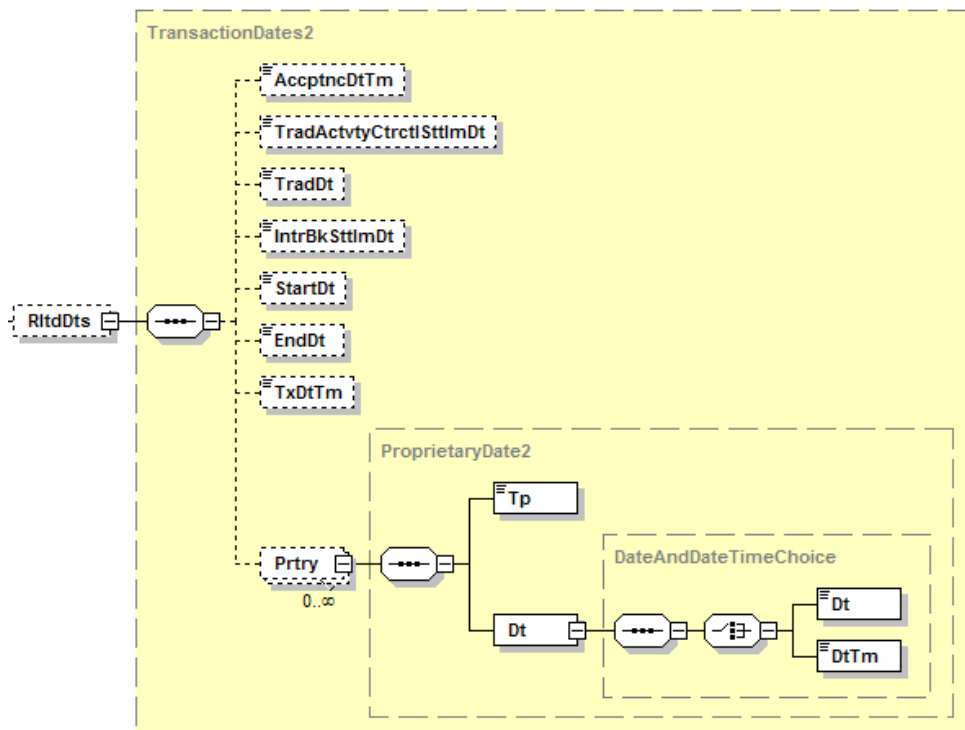 TransactionDates2
AccptncDtTm
TradActvtyCtrctlSttlmDt
TradDt
IntrBkSttlmDt
StartDt
RltdDts
EndDt
TxDtTm
ProprietaryDate2
Tp
DateAndDateTimeChoice
Prtry
0..∞
Dt
Dt
DtTm